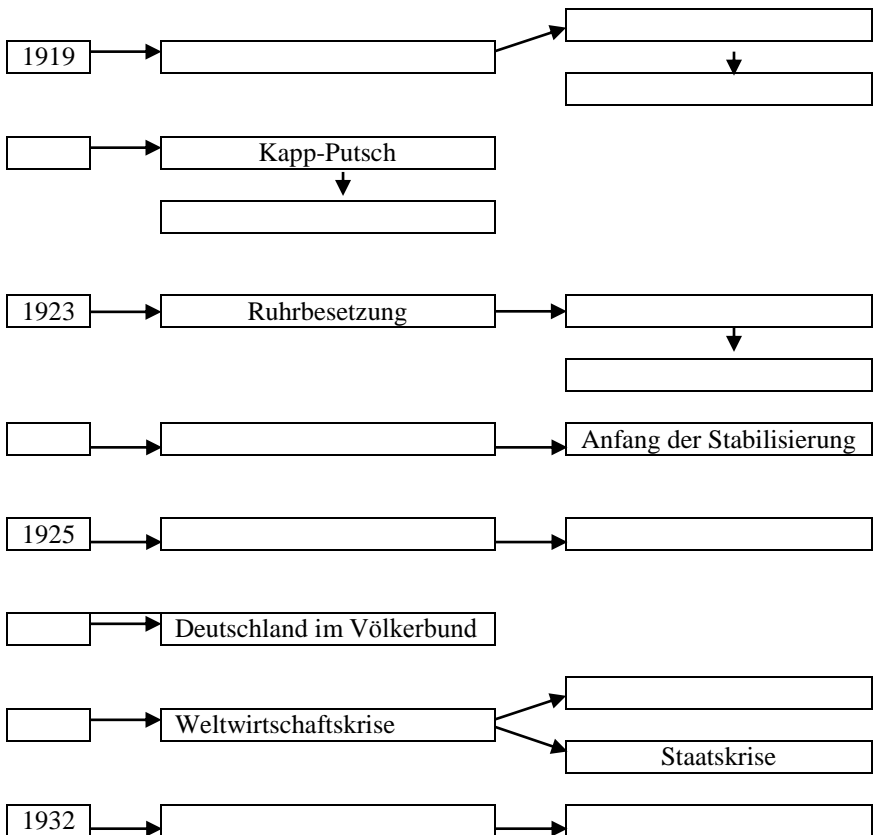 1919
Kapp-Putsch
1923
Ruhrbesetzung
Anfang der Stabilisierung
1925
Deutschland im Völkerbund
Weltwirtschaftskrise
Staatskrise
1932